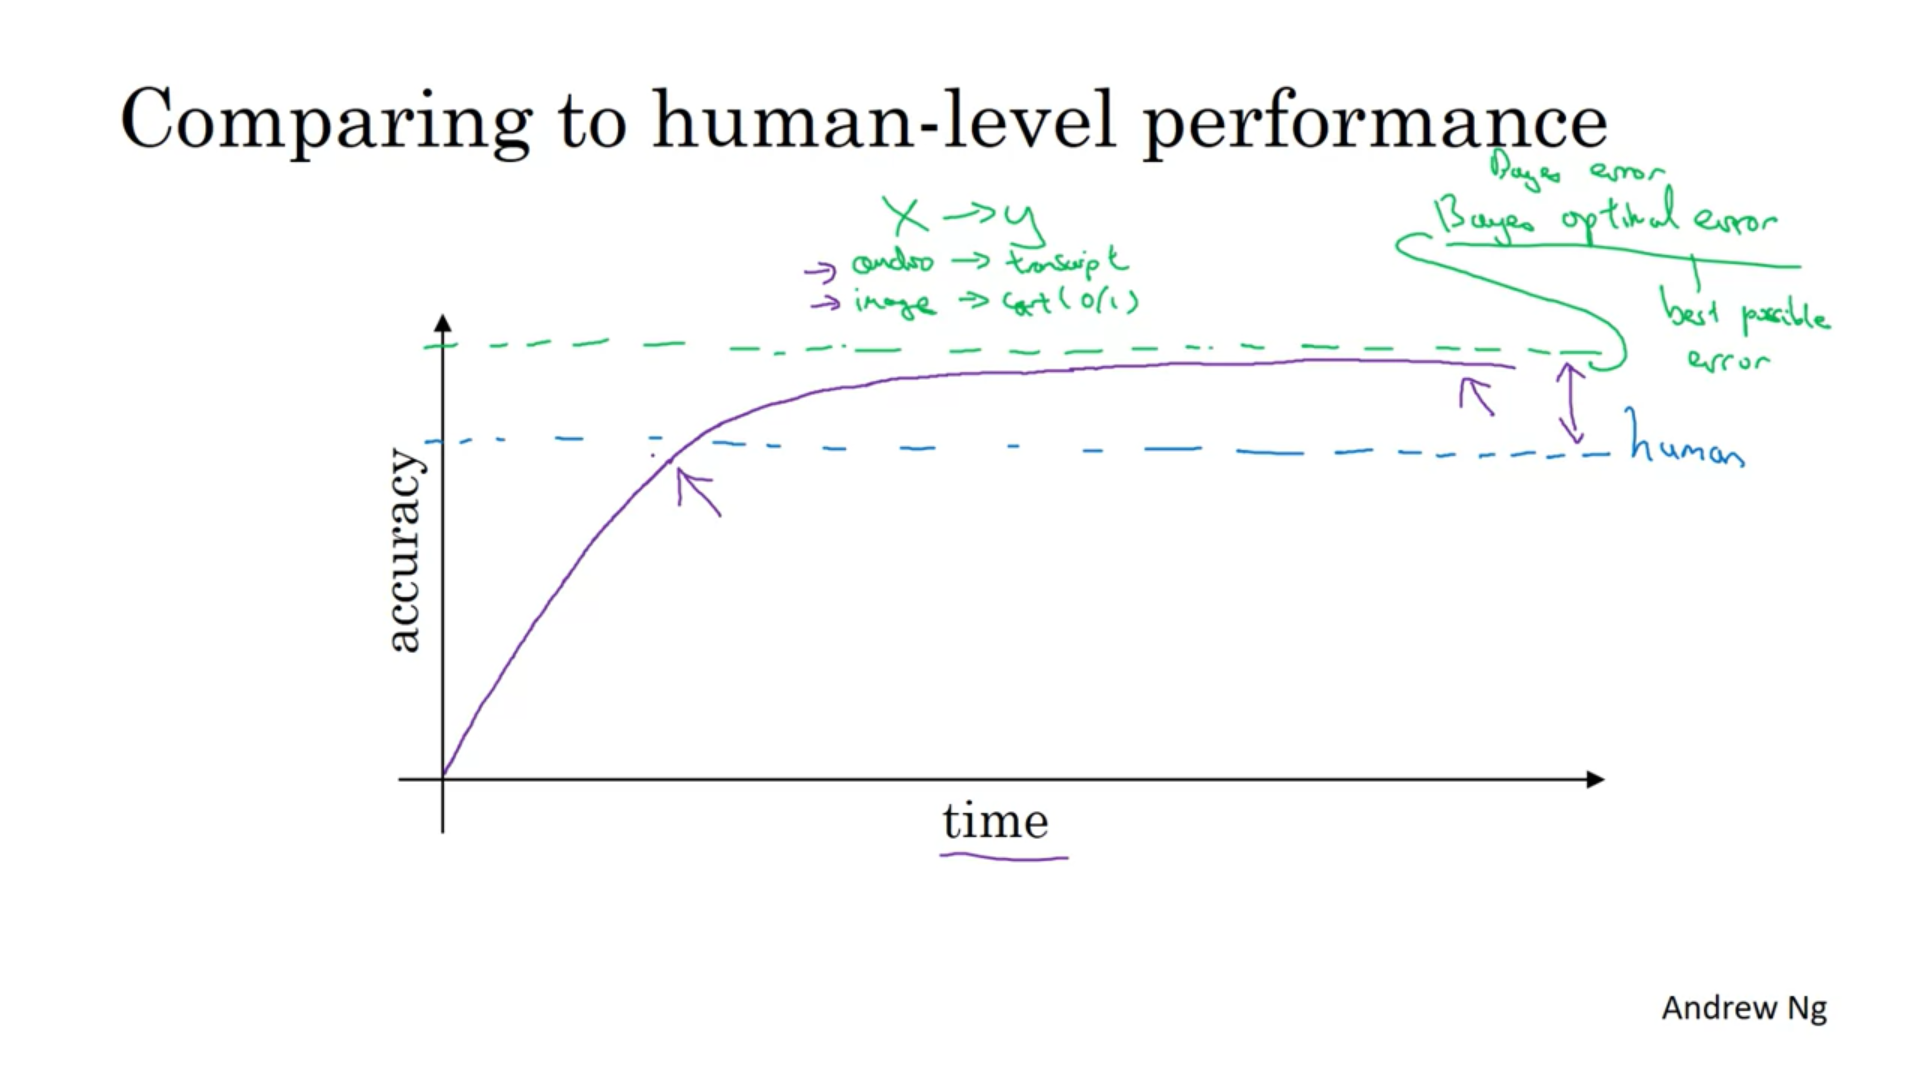 Comparing to human-level performance
Bayes error
Bayes optimal error
best possible
error
X → y
→ audio → transcript
→ image → cat (0/1)
human
accuracy
time
Andrew Ng